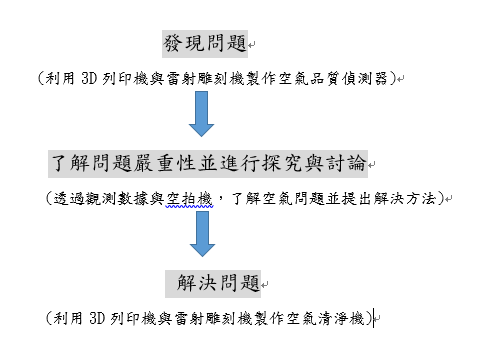 發現問題
(利用 3D 列印機與雷射雕刻機製作空氣品質偵測器)
了解問題嚴重性並進行探究與討論
(透過觀測數據與空拍機，了解空氣問題並提出解決方法)
解決問題
(利用 3D 列印機與雷射雕刻機製作空氣清淨機)